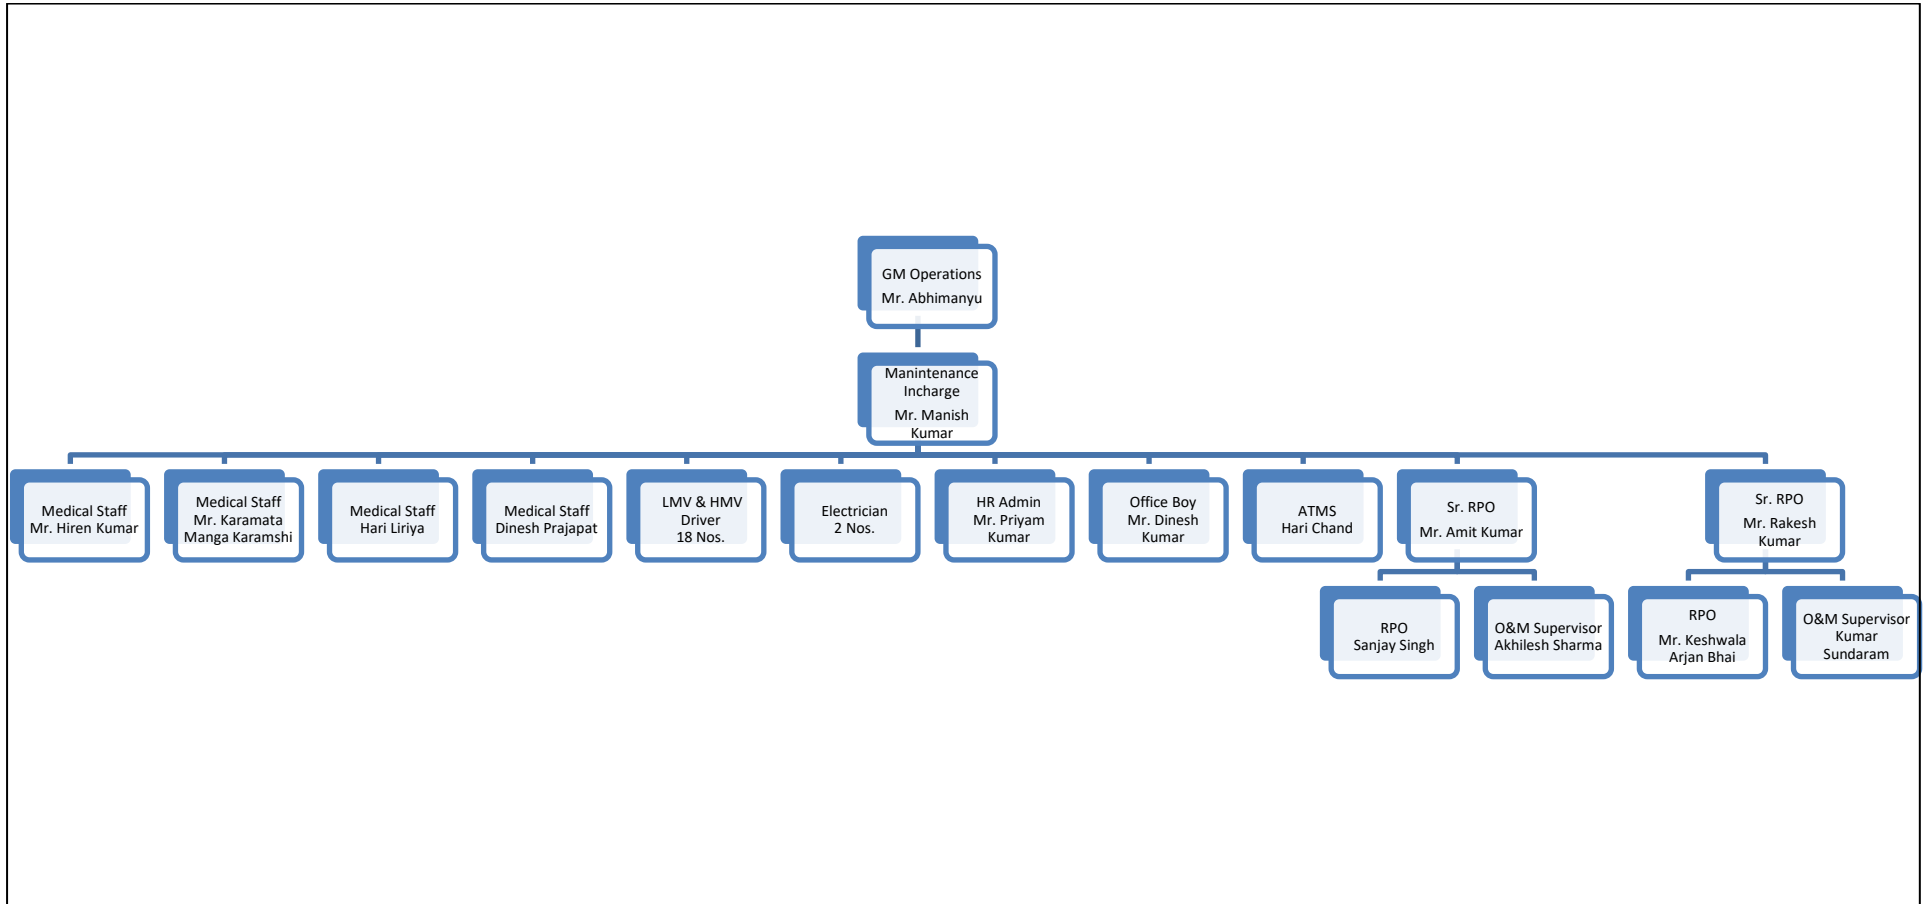 GM Operations
Mr. Abhimanyu
Manintenance
Incharge
Mr. Manish
Kumar
Medical Staff
Mr. Hiren Kumar
Medical Staff
Mr. Karamata
Manga Karamshi
Medical Staff
Hari Liriya
Medical Staff
Dinesh Prajapat
LMV & HMV
Driver
18 Nos.
Electrician
2 Nos.
HR Admin
Mr. Priyam
Kumar
Office Boy
Mr. Dinesh
Kumar
ATMS
Hari Chand
Sr. RPO
Mr. Amit Kumar
Sr. RPO
Mr. Rakesh
Kumar
RPO
Sanjay Singh
O&M Supervisor
Akhilesh Sharma
RPO
Mr. Keshwala
Arjan Bhai
O&M Supervisor
Kumar
Sundaram